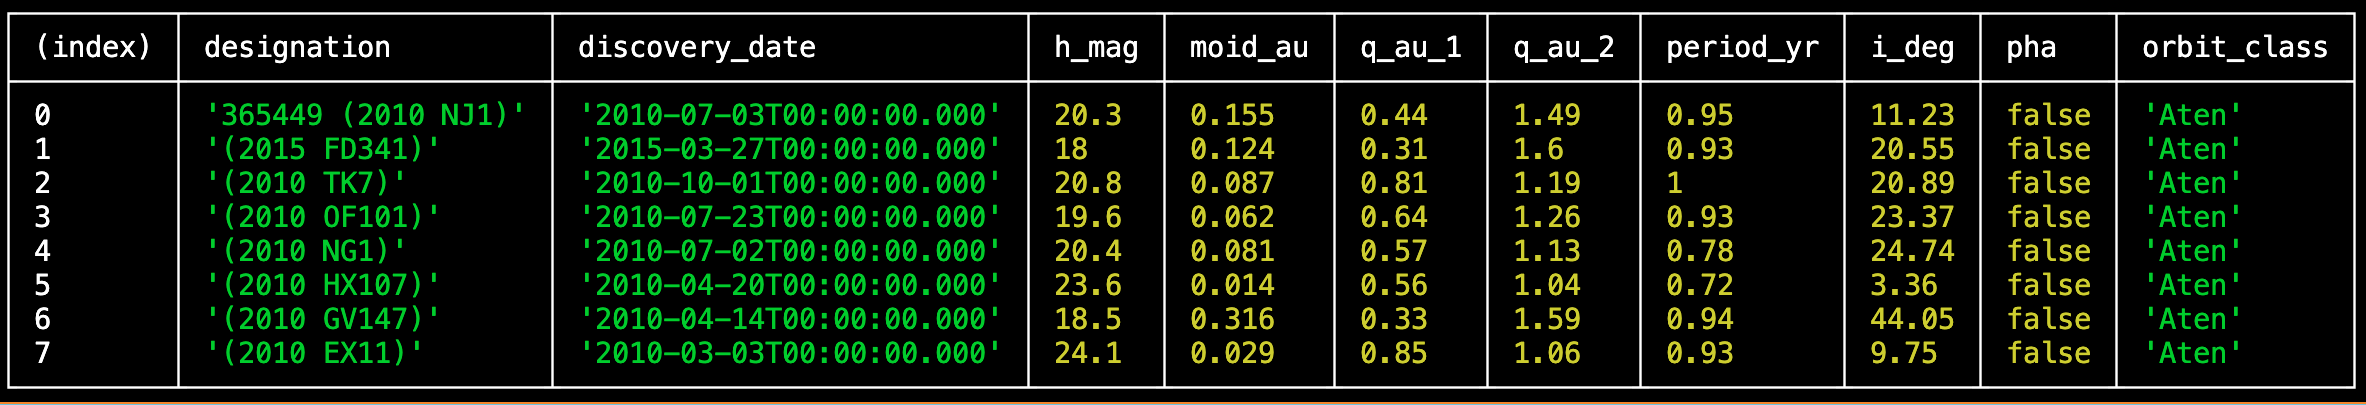 (index) designation discovery_date h_mag moid_au q_au_1 q_au_2 period_yr i_deg pha orbit_class
0 '365449 (2010 NJ1)' '2010-07-03T00:00:00.000' 20.3 0.155 0.44 1.49 0.95 11.23 false 'Aten'
1 '(2015 FD341)' '2015-03-27T00:00:00.000' 18 0.124 0.31 1.6 0.93 20.55 false 'Aten'
2 '(2010 TK7)' '2010-10-01T00:00:00.000' 20.8 0.087 0.81 1.19 1 20.89 false 'Aten'
3 '(2010 OF101)' '2010-07-23T00:00:00.000' 19.6 0.062 0.64 1.26 0.93 23.37 false 'Aten'
4 '(2010 NG1)' '2010-07-02T00:00:00.000' 20.4 0.081 0.57 1.13 0.78 24.74 false 'Aten'
5 '(2010 HX107)' '2010-04-20T00:00:00.000' 23.6 0.014 0.56 1.04 0.72 3.36 false 'Aten'
6 '(2010 GV147)' '2010-04-14T00:00:00.000' 18.5 0.316 0.33 1.59 0.94 44.05 false 'Aten'
7 '(2010 EX11)' '2010-03-03T00:00:00.000' 24.1 0.029 0.85 1.06 0.93 9.75 false 'Aten'